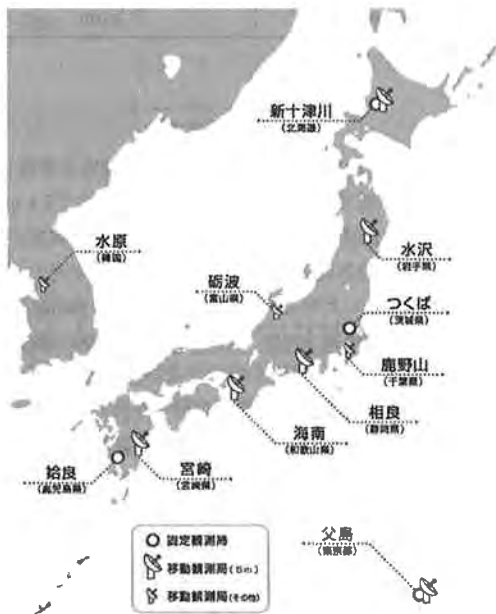 新十津川
(北海道)
水沢
(岩手県)
水原
(韓国)
砺波
(富山県)
つくば
(茨城県)
鹿野山
(千葉県)
相良
(静岡県)
海南
(和歌山県)
宮崎
(宮崎県)
姶良
(鹿児島県)
父島
(東京都)
固定観測局
移動観測局(5m)
移動観測局(その他)